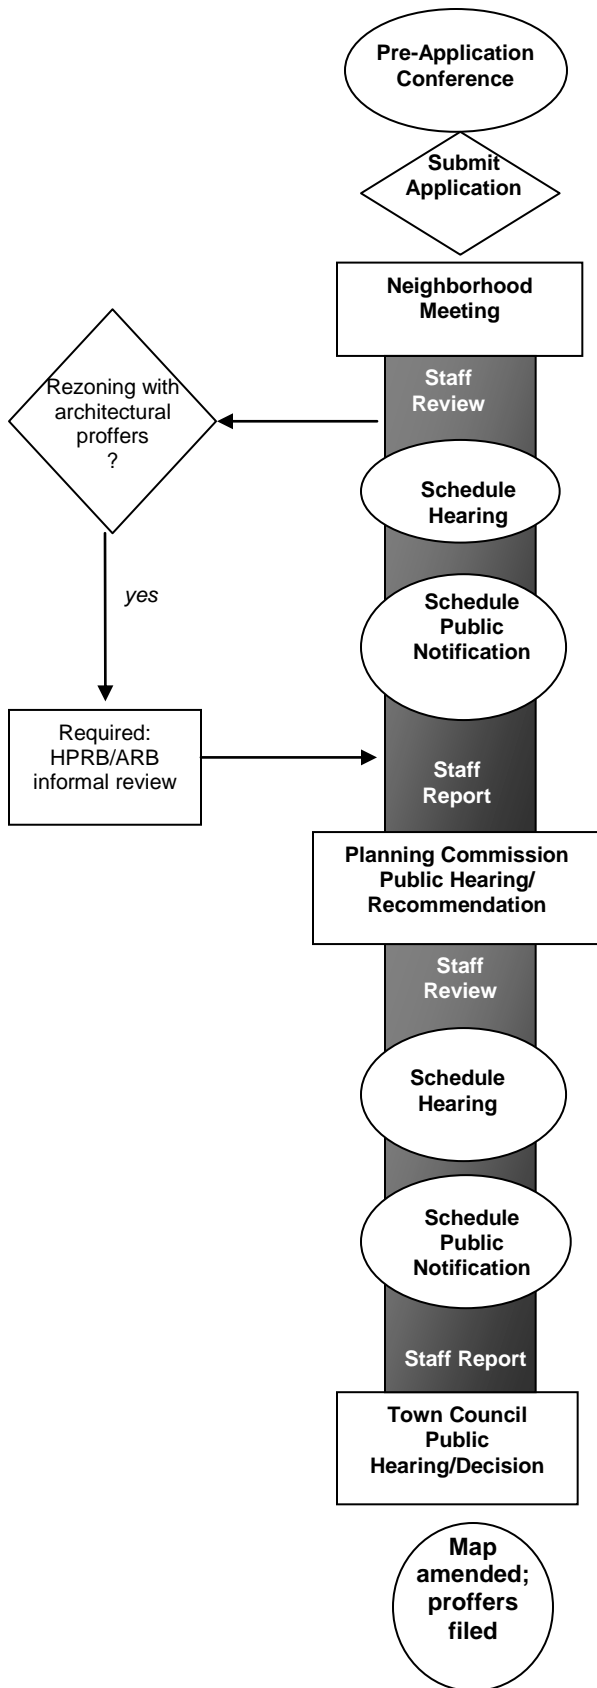 Pre-Application
Conference
Submit
Application
Neighborhood
Meeting
Staff
Review
Rezoning with
architectural
proffers
?
Schedule
Hearing
yes
Schedule
Public
Notification
Required:
HPRB/ARB
informal review
Staff
Report
Planning Commission
Public Hearing/
Recommendation
Staff
Review
Schedule
Hearing
Schedule
Public
Notification
Staff Report
Town Council
Public
Hearing/Decision
Map
amended;
proffers
filed